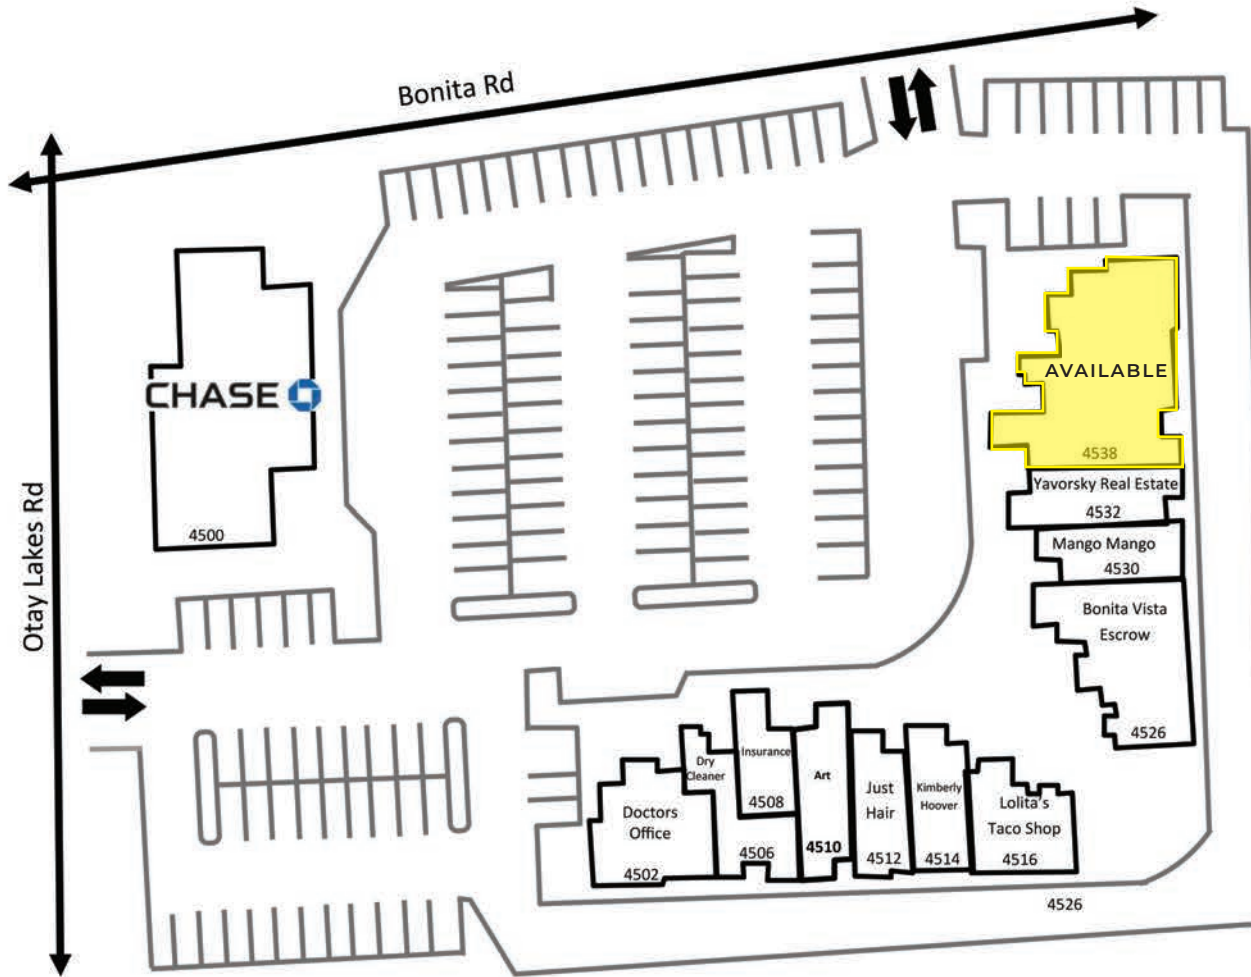 Bonita Rd
Otay Lakes Rd
CHASE
4500
AVAILABLE
4538
Yavorsky Real Estate
4532
Mango Mango
4530
Bonita Vista
Escrow
4526
Doctors
Office
4502
Dry
Cleaner
4506
Insurance
4508
Art
4510
Just
Hair
4512
Kimberly
Hoover
4514
Lolita's
Taco Shop
4516
4526